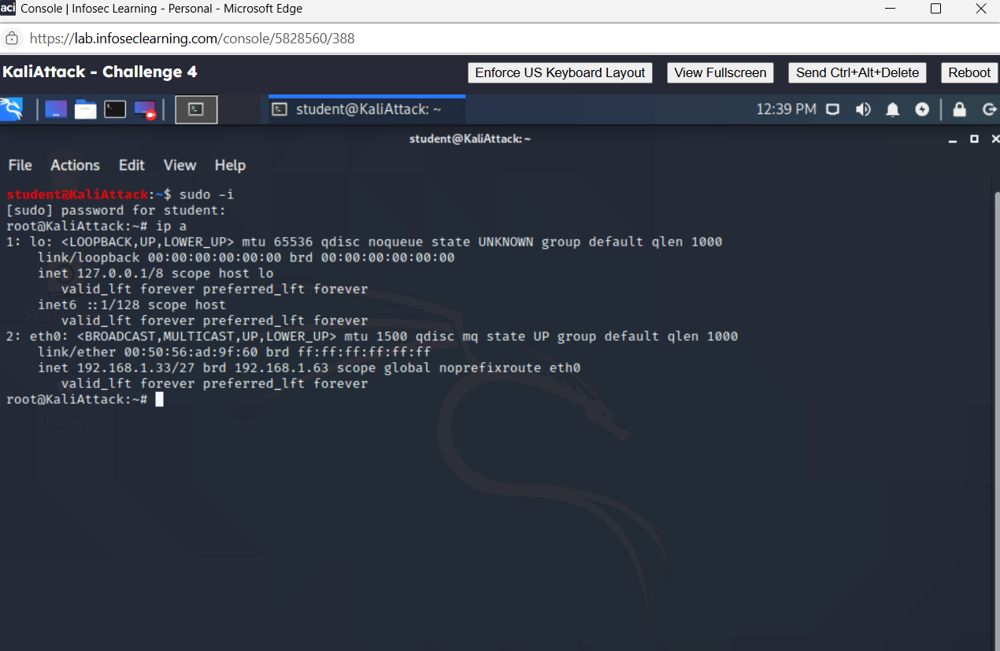 aci Console | Infosec Learning - Personal - Microsoft Edge
https://lab.infoseclearning.com/console/5828560/388
KaliAttack - Challenge 4 Enforce US Keyboard Layout View Fullscreen Send Ctrl+Alt+Delete Reboot
student@KaliAttack: ~ 12:39 PM
student@KaliAttack: ~
File Actions Edit View Help
student@KaliAttack:~$ sudo -i
[sudo] password for student:
root@KaliAttack:~# ip a
1: lo: <LOOPBACK,UP,LOWER_UP> mtu 65536 qdisc noqueue state UNKNOWN group default qlen 1000
link/loopback 00:00:00:00:00:00 brd 00:00:00:00:00:00
inet 127.0.0.1/8 scope host lo
valid_lft forever preferred_lft forever
inet6 ::1/128 scope host
valid_lft forever preferred_lft forever
2: eth0: <BROADCAST,MULTICAST,UP,LOWER_UP> mtu 1500 qdisc mq state UP group default qlen 1000
link/ether 00:50:56:ad:9f:60 brd ff:ff:ff:ff:ff:ff
inet 192.168.1.33/27 brd 192.168.1.63 scope global noprefixroute eth0
valid_lft forever preferred_lft forever
root@KaliAttack:~#
Home